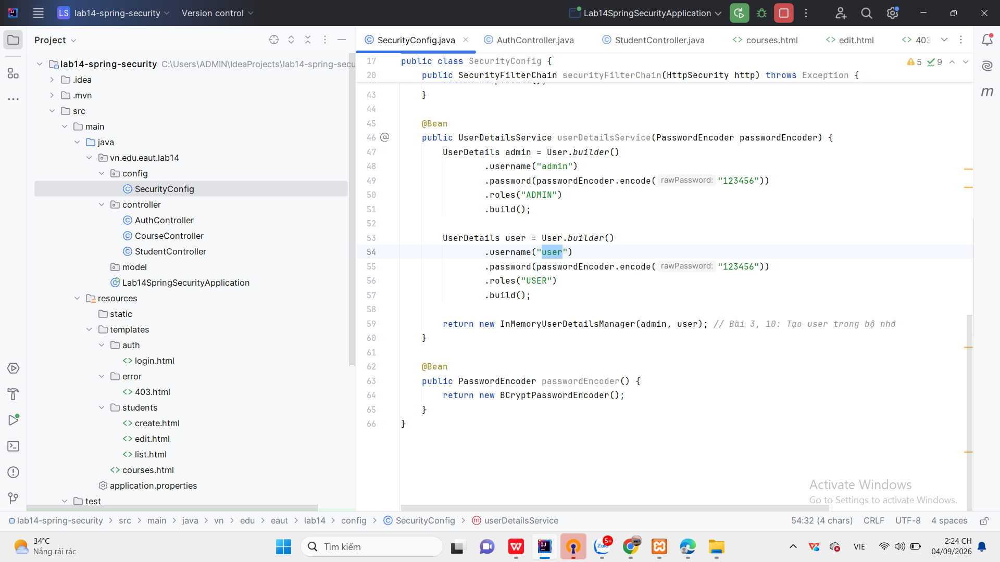 LS lab14-spring-security Version control Lab14SpringSecurityApplication
Project
SecurityConfig.java AuthController.java StudentController.java courses.html edit.html 403
lab14-spring-security C:\Users\ADMIN\IdeaProjects\lab14-spring-secu
.idea
.mvn
src
main
java
vn.edu.eaut.lab14
config
SecurityConfig
controller
AuthController
CourseController
StudentController
model
Lab14SpringSecurityApplication
resources
static
templates
auth
login.html
error
403.html
students
create.html
edit.html
list.html
courses.html
application.properties
test
17 public class SecurityConfig {
5 9
20 public SecurityFilterChain securityFilterChain(HttpSecurity http) throws Exception {
43 }
44
45 @Bean
46 public UserDetailsService userDetailsService(PasswordEncoder passwordEncoder) {
47 UserDetails admin = User.builder()
48 .username("admin")
49 .password(passwordEncoder.encode( rawPassword: "123456"))
50 .roles("ADMIN")
51 .build();
52
53 UserDetails user = User.builder()
54 .username("user")
55 .password(passwordEncoder.encode( rawPassword: "123456"))
56 .roles("USER")
57 .build();
58
59 return new InMemoryUserDetailsManager(admin, user); // Bài 3, 10: Tạo user trong bộ nhớ
60 }
61
62 @Bean
63 public PasswordEncoder passwordEncoder() {
64 return new BCryptPasswordEncoder();
65 }
66 }
Activate Windows
Go to Settings to activate Windows.
lab14-spring-security > src > main > java > vn > edu > eaut > lab14 > config > SecurityConfig > userDetailsService 54:32 (4 chars) CRLF UTF-8 4 spaces
34°C
Nắng rải rác
Tìm kiếm
Zalo 5+
VIE
2:24 CH
04/09/2026